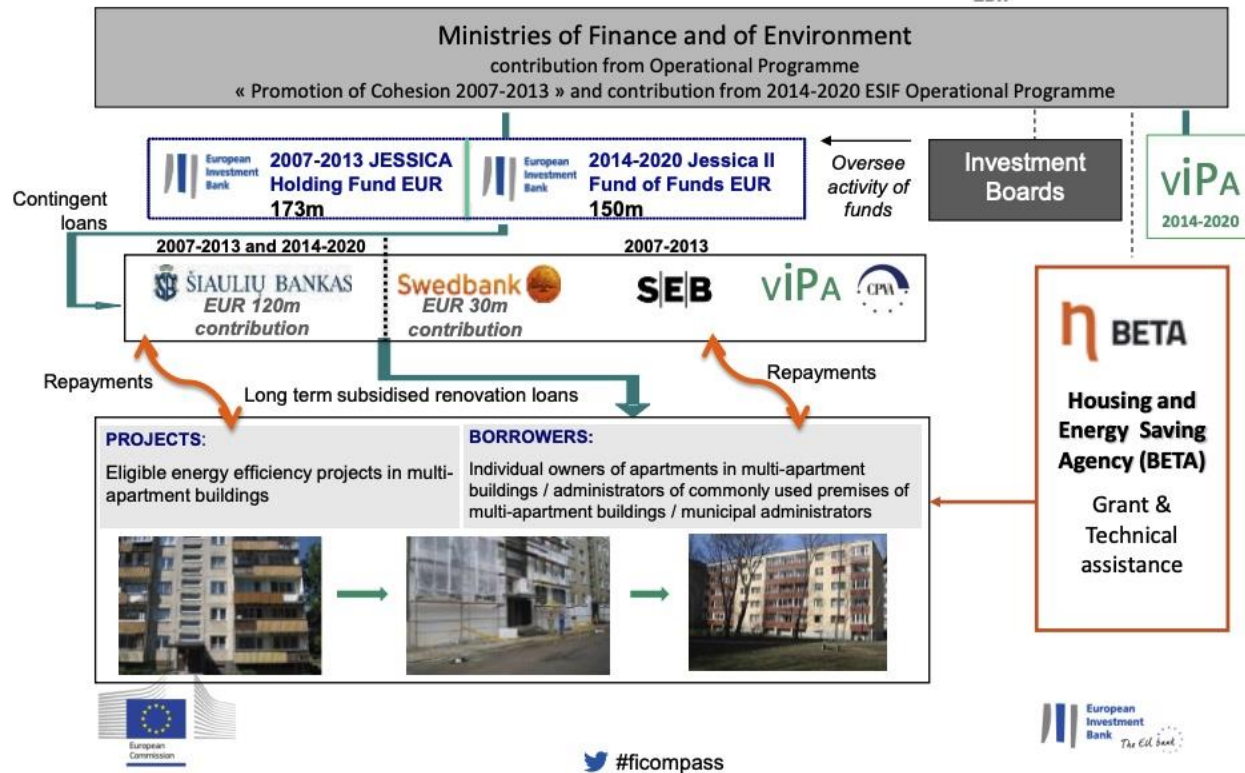 Ministries of Finance and of Environment
contribution from Operational Programme
« Promotion of Cohesion 2007-2013 » and contribution from 2014-2020 ESIF Operational Programme
European
Investment
Bank
2007-2013 JESSICA
Holding Fund EUR
173m
European
Investment
Bank
2014-2020 Jessica II
Fund of Funds EUR
150m
Oversee
activity of
funds
Investment
Boards
viPA
2014-2020
Contingent
loans
2007-2013 and 2014-2020
2007-2013
ŠIAULIŲ BANKAS
EUR 120m
contribution
Swedbank
EUR 30m
contribution
SEB
viPA
CPVA
Repayments
Long term subsidised renovation loans
Repayments
PROJECTS:
Eligible energy efficiency projects in multi-
apartment buildings
BORROWERS:
Individual owners of apartments in multi-apartment
buildings / administrators of commonly used premises of
multi-apartment buildings / municipal administrators
BETA
Housing and
Energy Saving
Agency (BETA)
Grant &
Technical
assistance
European
Commission
#ficompass
European
Investment
Bank
The EU bank